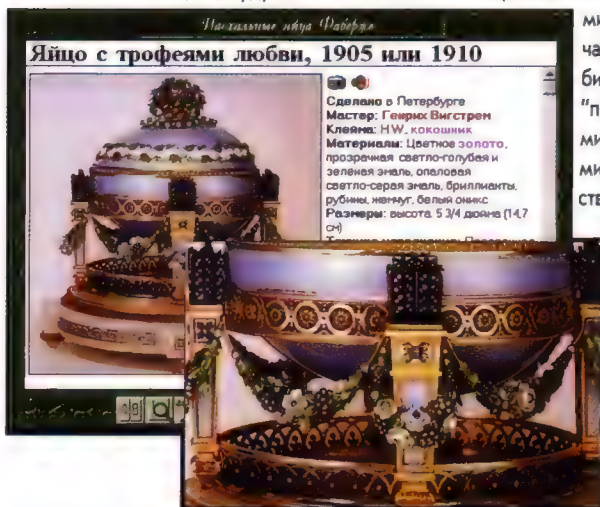 Пасхальные яйца Фаберже
Яйцо с трофеями любви, 1905 или 1910
Сделано в Петербурге
Мастер: Генрих Вигстрем
Клейма: HW, кокошник
Материалы: Цветное золото,
прозрачная светло-голубая и
зеленая эмаль, опаловая
светло-серая эмаль, бриллианты,
рубины, жемчуг, белый оникс
Размеры: высота 5 3/4 дюйма (14,7
см)
ми
ча
би
"п
ми
ми
ств